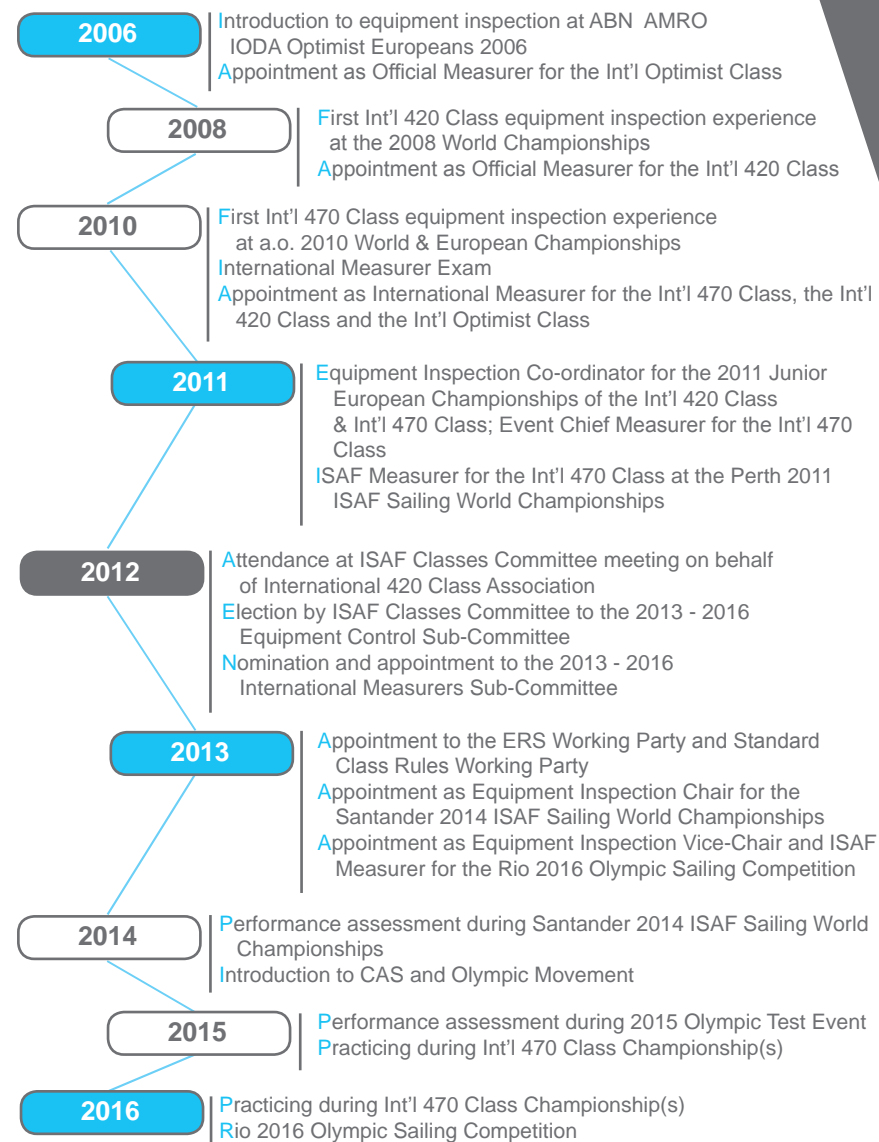 2006
Introduction to equipment inspection at ABN AMRO
IODA Optimist Europeans 2006
Appointment as Official Measurer for the Int'l Optimist Class
2008
First Int'l 420 Class equipment inspection experience
at the 2008 World Championships
Appointment as Official Measurer for the Int'l 420 Class
2010
First Int'l 470 Class equipment inspection experience
at a.o. 2010 World & European Championships
International Measurer Exam
Appointment as International Measurer for the Int'l 470 Class, the Int'l
420 Class and the Int'l Optimist Class
2011
Equipment Inspection Co-ordinator for the 2011 Junior
European Championships of the Int'l 420 Class
& Int'l 470 Class; Event Chief Measurer for the Int'l 470
Class
ISAF Measurer for the Int'l 470 Class at the Perth 2011
ISAF Sailing World Championships
2012
Attendance at ISAF Classes Committee meeting on behalf
of International 420 Class Association
Election by ISAF Classes Committee to the 2013 - 2016
Equipment Control Sub-Committee
Nomination and appointment to the 2013 - 2016
International Measurers Sub-Committee
2013
Appointment to the ERS Working Party and Standard
Class Rules Working Party
Appointment as Equipment Inspection Chair for the
Santander 2014 ISAF Sailing World Championships
Appointment as Equipment Inspection Vice-Chair and ISAF
Measurer for the Rio 2016 Olympic Sailing Competition
2014
Performance assessment during Santander 2014 ISAF Sailing World
Championships
Introduction to CAS and Olympic Movement
2015
Performance assessment during 2015 Olympic Test Event
Practicing during Int'l 470 Class Championship(s)
2016
Practicing during Int'l 470 Class Championship(s)
Rio 2016 Olympic Sailing Competition